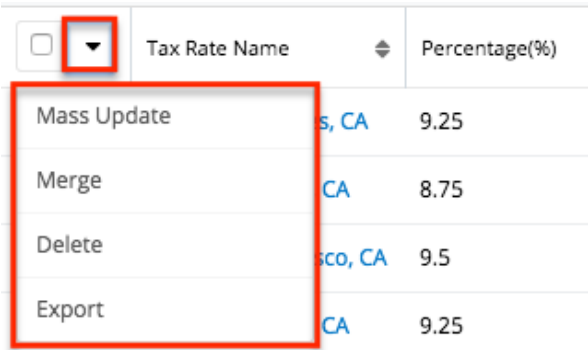 Tax Rate Name Percentage(%)
Mass Update s, CA 9.25
Merge CA 8.75
Delete sco, CA 9.5
Export CA 9.25